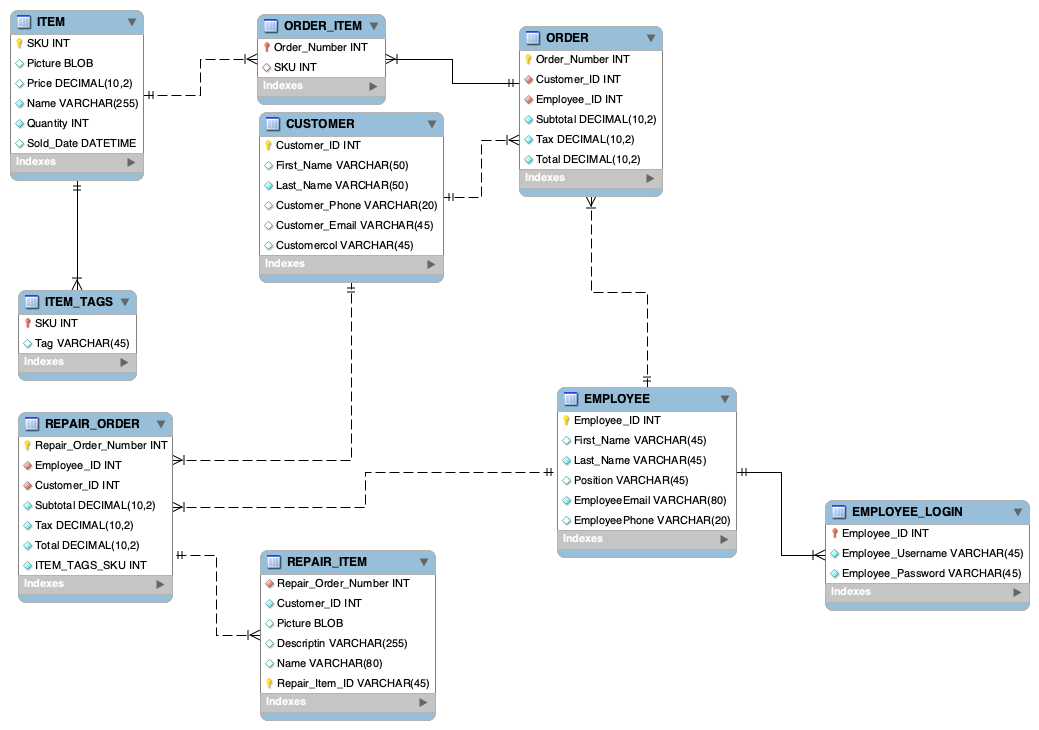 ITEM
SKU INT
Picture BLOB
Price DECIMAL(10,2)
Name VARCHAR(255)
Quantity INT
Sold_Date DATETIME
Indexes
ORDER_ITEM
Order_Number INT
SKU INT
Indexes
ORDER
Order_Number INT
Customer_ID INT
Employee_ID INT
Subtotal DECIMAL(10,2)
Tax DECIMAL(10,2)
Total DECIMAL(10,2)
Indexes
CUSTOMER
Customer_ID INT
First_Name VARCHAR(50)
Last_Name VARCHAR(50)
Customer_Phone VARCHAR(20)
Customer_Email VARCHAR(45)
Customercol VARCHAR(45)
Indexes
ITEM_TAGS
SKU INT
Tag VARCHAR(45)
Indexes
REPAIR_ORDER
Repair_Order_Number INT
Employee_ID INT
Customer_ID INT
Subtotal DECIMAL(10,2)
Tax DECIMAL(10,2)
Total DECIMAL(10,2)
ITEM_TAGS_SKU INT
Indexes
EMPLOYEE
Employee_ID INT
First_Name VARCHAR(45)
Last_Name VARCHAR(45)
Position VARCHAR(45)
EmployeeEmail VARCHAR(80)
EmployeePhone VARCHAR(20)
Indexes
EMPLOYEE_LOGIN
Employee_ID INT
Employee_Username VARCHAR(45)
Employee_Password VARCHAR(45)
Indexes
REPAIR_ITEM
Repair_Order_Number INT
Customer_ID INT
Picture BLOB
Descriptin VARCHAR(255)
Name VARCHAR(80)
Repair_Item_ID VARCHAR(45)
Indexes